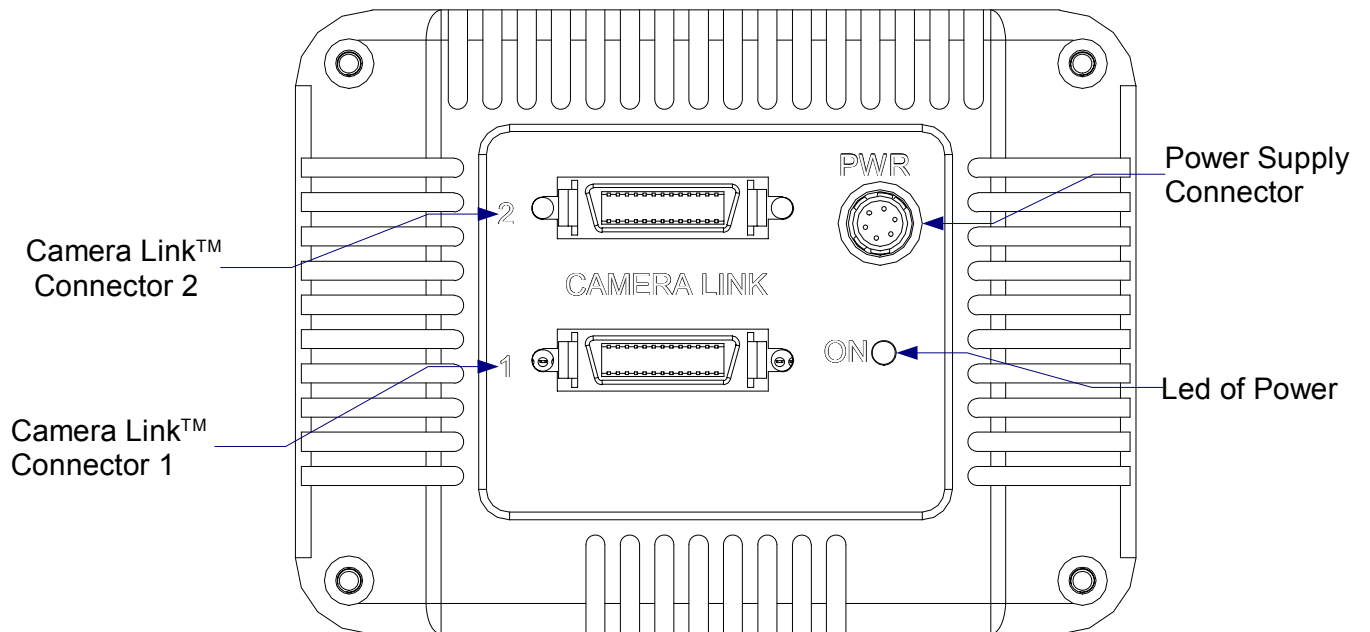 PWR
Power Supply
Connector
2
Camera Link™
Connector 2
CAMERA LINK
ON
1
Led of Power
Camera Link™
Connector 1